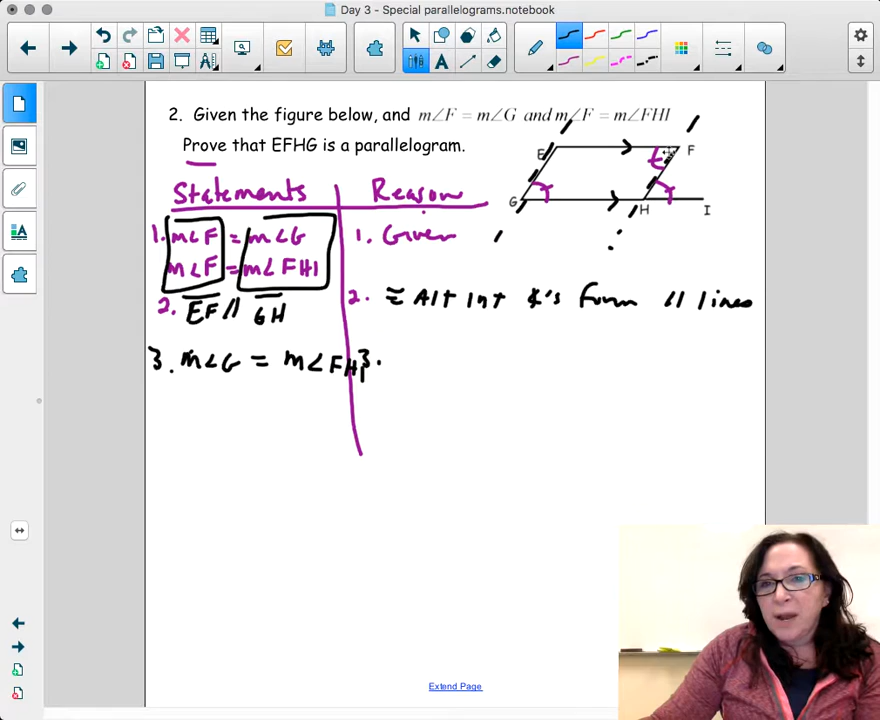 Day 3 - Special parallelograms.notebook
2. Given the figure below, and m∠F = m∠G and m∠F = m∠FHI
Prove that EFHG is a parallelogram.
E
F
G
H
I
Statements
Reason
1. m∠F = m∠G
1. Given
m∠F = m∠FHI
2. EF // GH
2. ≅ Alt Int ∠'s form // lines
3. m∠G = m∠FHI
3.
Extend Page